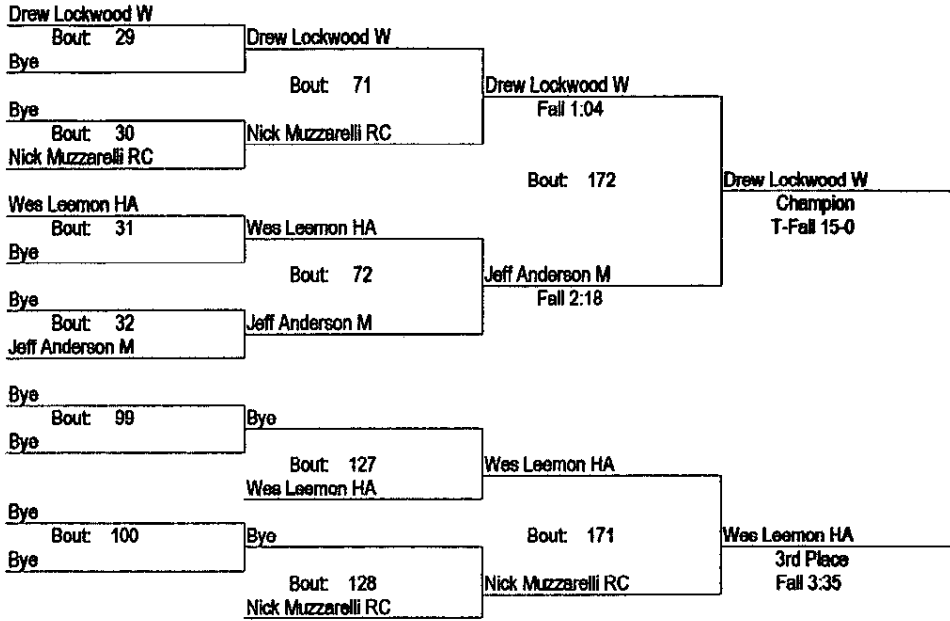 Drew Lockwood W
Bout: 29
Drew Lockwood W
Bye
Bout: 71
Drew Lockwood W
Bye
Fall 1:04
Bout: 30
Nick Muzzarelli RC
Nick Muzzarelli RC
Bout: 172
Drew Lockwood W
Wes Leemon HA
Champion
Bout: 31
Wes Leemon HA
T-Fall 15-0
Bye
Bout: 72
Jeff Anderson M
Bye
Fall 2:18
Bout: 32
Jeff Anderson M
Jeff Anderson M
Bye
Bout: 99
Bye
Bye
Bout: 127
Wes Leemon HA
Wes Leemon HA
Bye
Bout: 100
Bye
Bout: 171
Wes Leemon HA
Bye
3rd Place
Bout: 128
Nick Muzzarelli RC
Fall 3:35
Nick Muzzarelli RC